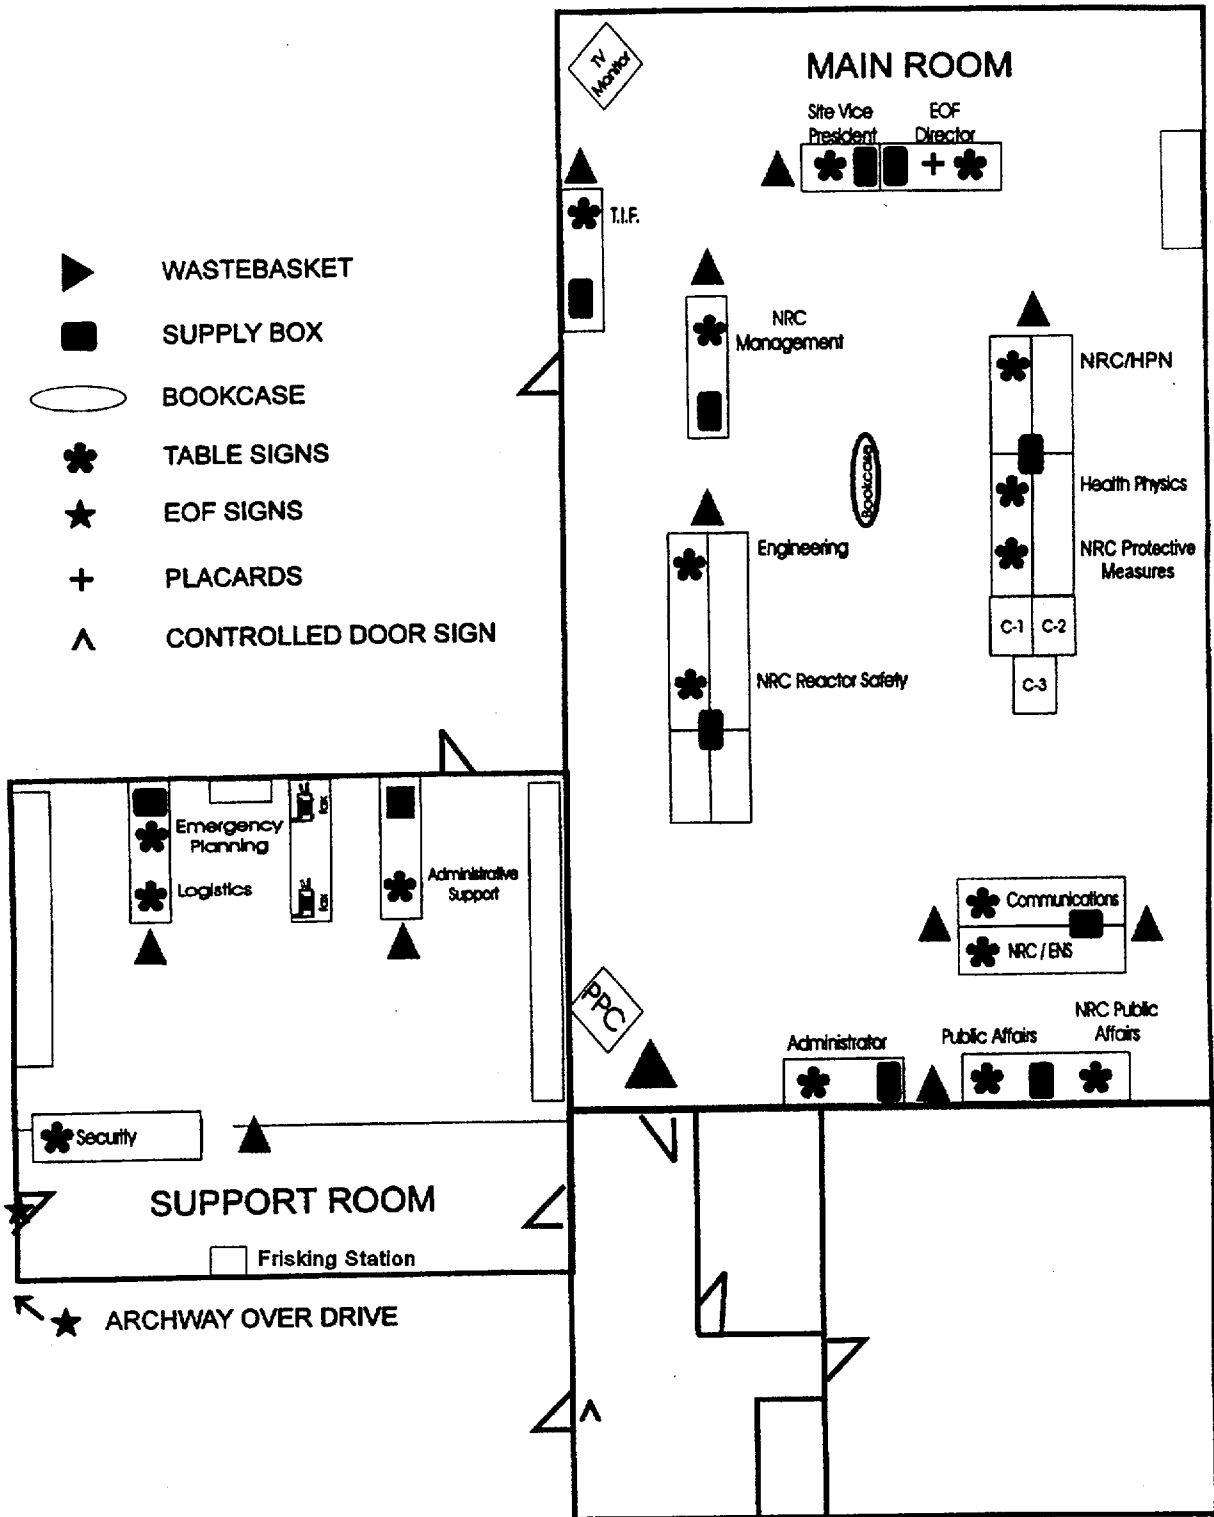 TV
Monitor
MAIN ROOM
Site Vice
President
EOF
Director
T.I.F.
WASTEBASKET
SUPPLY BOX
BOOKCASE
TABLE SIGNS
EOF SIGNS
+ PLACARDS
CONTROLLED DOOR SIGN
NRC
Management
NRC/HPN
Bookcase
Health Physics
NRC Protective
Measures
Engineering
C-1
C-2
C-3
NRC Reactor Safety
Emergency
Planning
Logistics
fax
fax
Administrative
Support
Communications
NRC / ENS
PPC
Administrator
Public Affairs
NRC Public
Affairs
Security
SUPPORT ROOM
Frisking Station
ARCHWAY OVER DRIVE